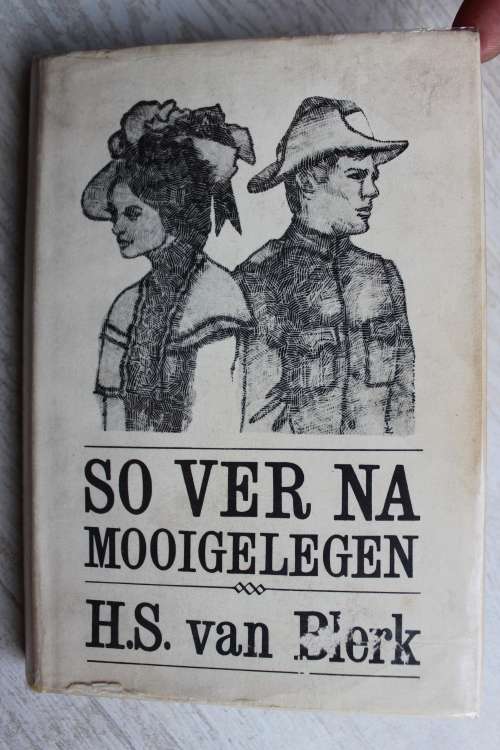 SO VER NA
MOOIGELEGEN
H.S. van Blerk